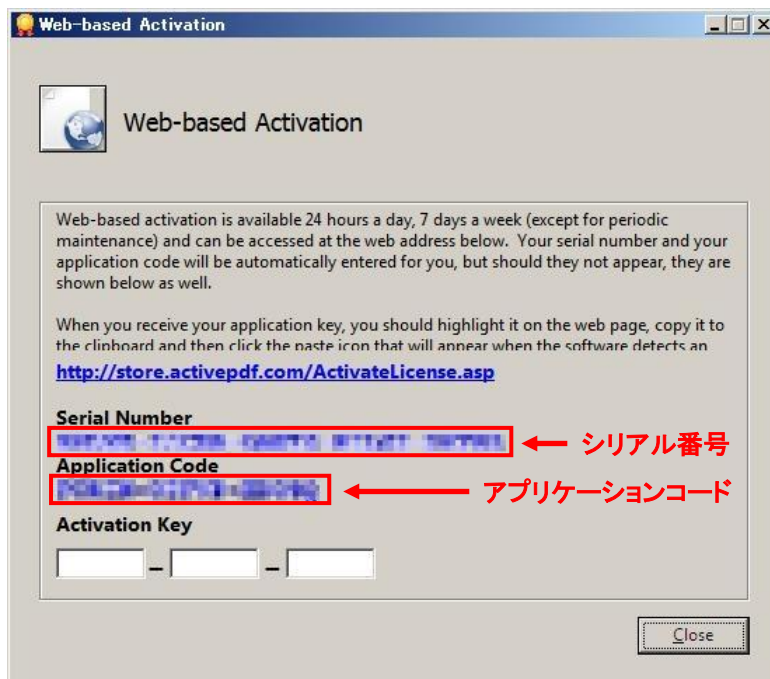 Web-based Activation
Web-based Activation
Web-based activation is available 24 hours a day, 7 days a week (except for periodic
maintenance) and can be accessed at the web address below.  Your serial number and your
application code will be automatically entered for you, but should they not appear, they are
shown below as well.
When you receive your application key, you should highlight it on the web page, copy it to
the clipboard and then click the paste icon that will appear when the software detects an
http://store.activepdf.com/ActivateLicense.asp
Serial Number
シリアル番号
Application Code
アプリケーションコード
Activation Key
– –
Close